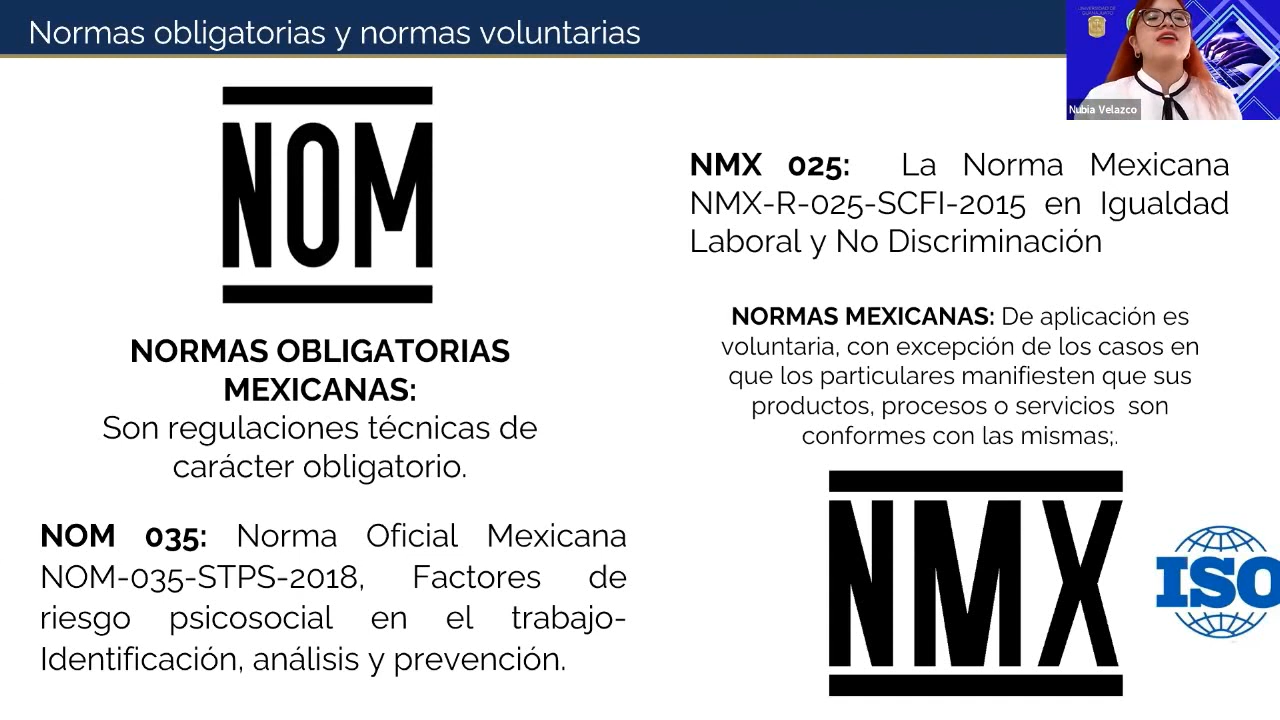 Normas obligatorias y normas voluntarias
UNIVERSIDAD DE
GUANAJUATO
Nubia Velazco
NOM
NORMAS OBLIGATORIAS
MEXICANAS:
Son regulaciones técnicas de
carácter obligatorio.
NOM 035: Norma Oficial Mexicana
NOM-035-STPS-2018, Factores de
riesgo psicosocial en el trabajo-
Identificación, análisis y prevención.
NMX 025: La Norma Mexicana
NMX-R-025-SCFI-2015 en Igualdad
Laboral y No Discriminación
NORMAS MEXICANAS: De aplicación es
voluntaria, con excepción de los casos en
que los particulares manifiesten que sus
productos, procesos o servicios son
conformes con las mismas;.
NMX
ISO